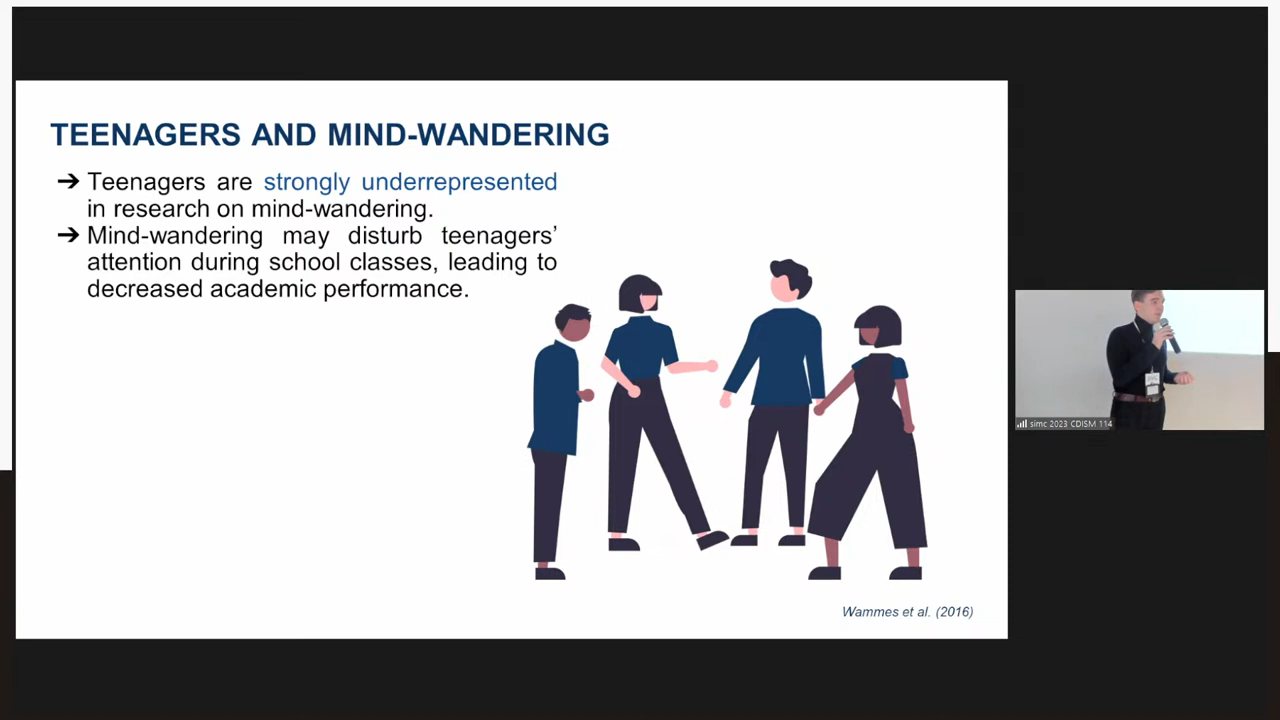 TEENAGERS AND MIND-WANDERING
➔ Teenagers are strongly underrepresented
in research on mind-wandering.
➔ Mind-wandering may disturb teenagers’
attention during school classes, leading to
decreased academic performance.
simc 2023 CDISM 114
Wammes et al. (2016)